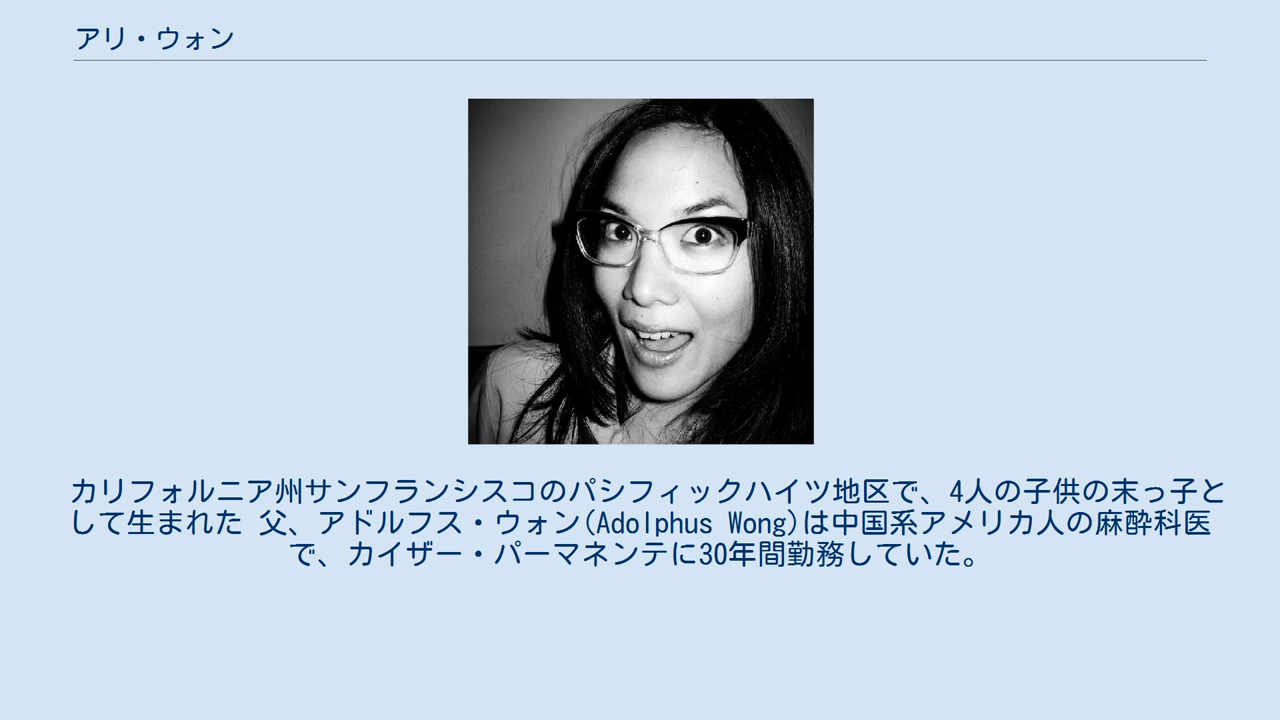 アリ・ウォン
カリフォルニア州サンフランシスコのパシフィックハイツ地区で、4人の子供の末っ子と
して生まれた 父、アドルフス・ウォン(Adolphus Wong)は中国系アメリカ人の麻酔科医
で、カイザー・パーマネンテに30年間勤務していた。